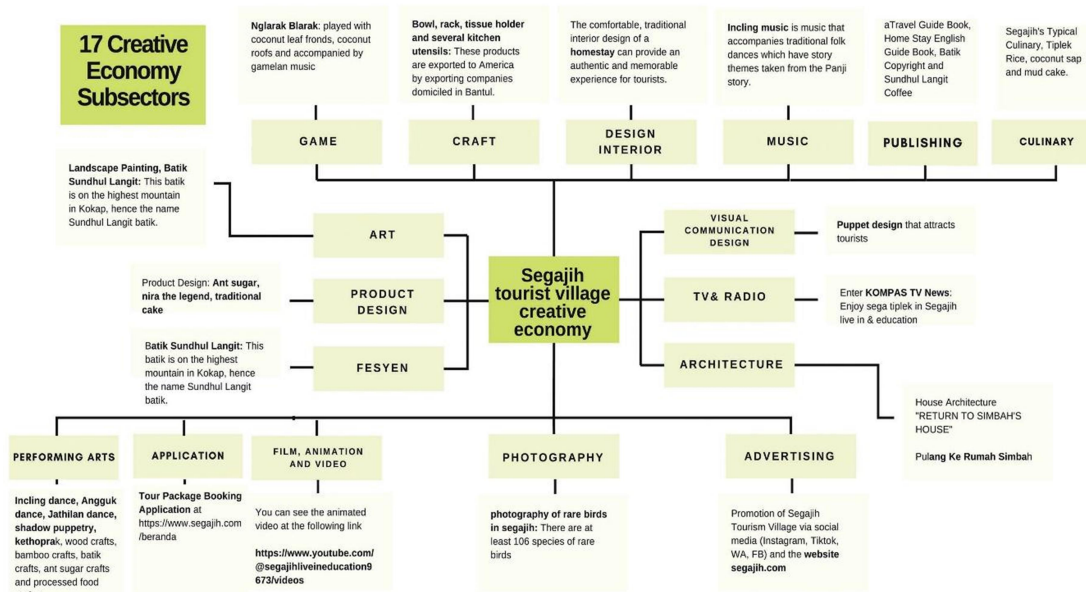 17 Creative
Economy
Subsectors
Nglarak Blarak: played with
coconut leaf fronds, coconut
roofs and accompanied by
gamelan music
Bowl, rack, tissue holder
and several kitchen
utensils: These products
are exported to America
by exporting companies
domiciled in Bantul.
The comfortable, traditional
interior design of a
homestay can provide an
authentic and memorable
experience for tourists.
Incling music is music that
accompanies traditional folk
dances which have story
themes taken from the Panji
story.
aTravel Guide Book,
Home Stay English
Guide Book, Batik
Copyright and
Sundhul Langit
Coffee
Segajih's Typical
Culinary, Tiplek
Rice, coconut sap
and mud cake.
GAME
CRAFT
DESIGN
INTERIOR
MUSIC
PUBLISHING
CULINARY
Landscape Painting, Batik
Sundhul Langit: This batik
is on the highest mountain
in Kokap, hence the name
Sundhul Langit batik.
ART
Product Design: Ant sugar,
nira the legend, traditional
cake
PRODUCT
DESIGN
Batik Sundhul Langit: This
batik is on the highest
mountain in Kokap, hence
the name Sundhul Langit
batik.
FESYEN
Segajih
tourist village
creative
economy
VISUAL
COMMUNICATION
DESIGN
Puppet design that attracts
tourists
TV& RADIO
Enter KOMPAS TV News:
Enjoy sega tiplek in Segajih
live in & education
ARCHITECTURE
House Architecture
"RETURN TO SIMBAH'S
HOUSE"
Pulang Ke Rumah Simbah
PERFORMING ARTS
APPLICATION
FILM, ANIMATION
AND VIDEO
PHOTOGRAPHY
ADVERTISING
Incling dance, Angguk
dance, Jathilan dance,
shadow puppetry,
kethoprak, wood crafts,
bamboo crafts, batik
crafts, ant sugar crafts
and processed food
Tour Package Booking
Application at
https://www.segajih.com
/beranda
You can see the animated
video at the following link
https://www.youtube.com/
@segajihliveineducation9
673/videos
photography of rare birds
in segajih: There are at
least 106 species of rare
birds
Promotion of Segajih
Tourism Village via social
media (Instagram, Tiktok,
WA, FB) and the website
segajih.com